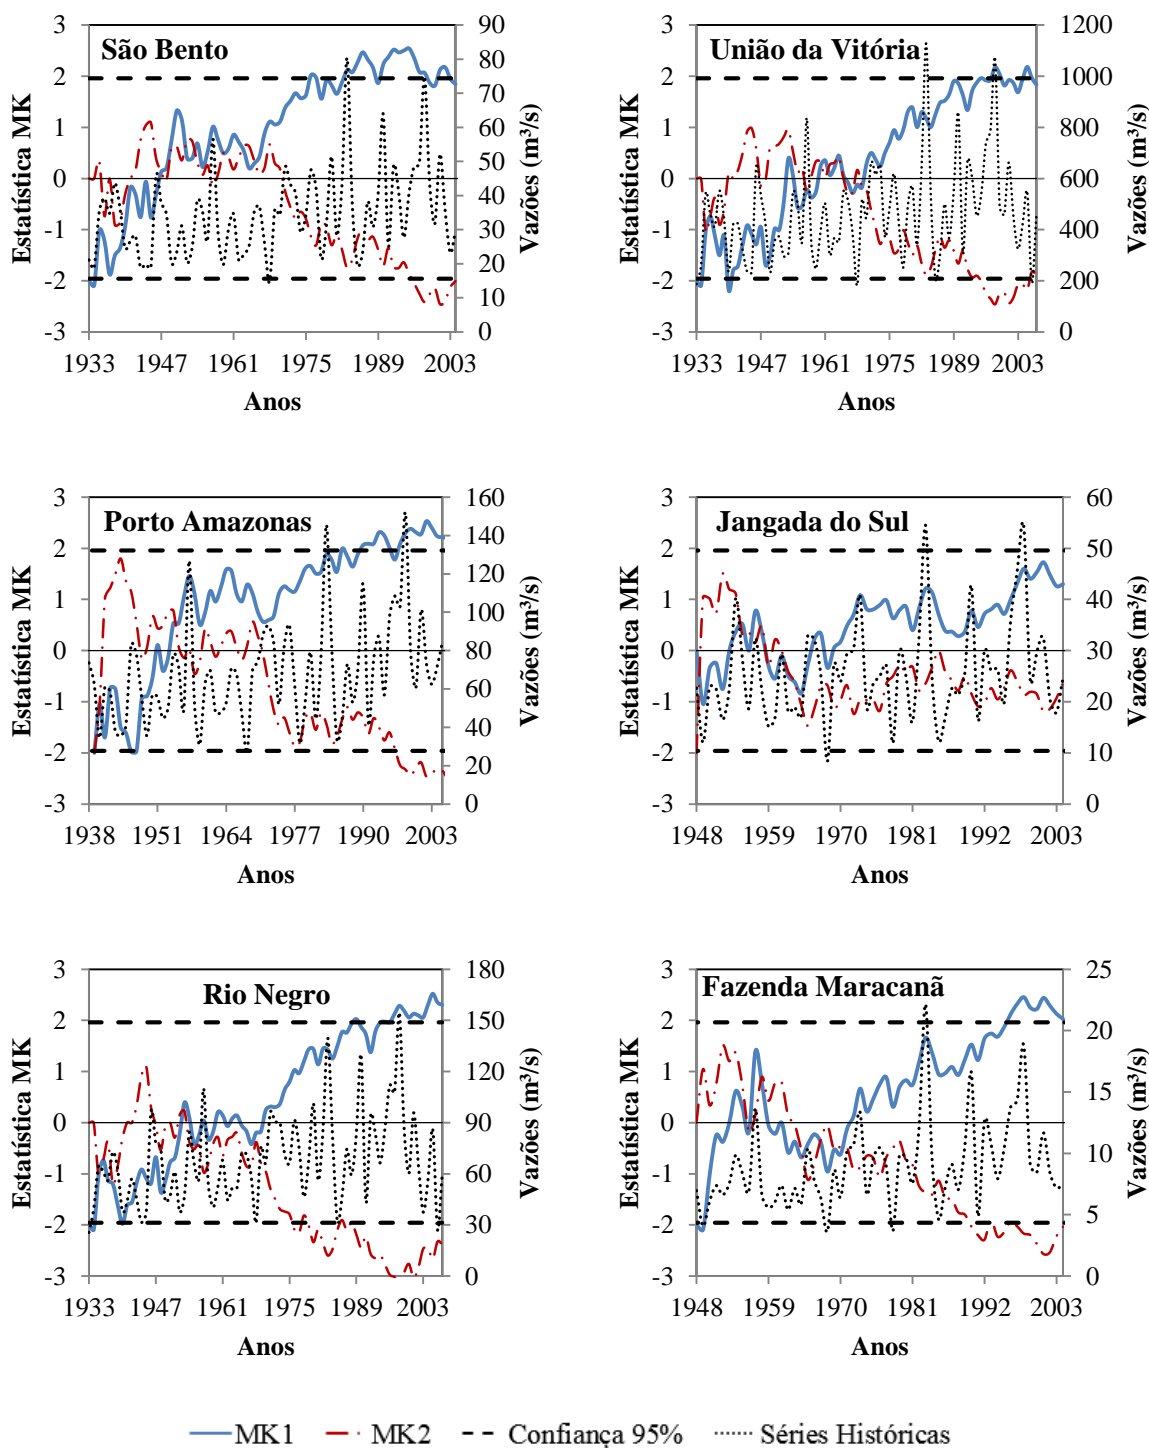 São Bento
Estatística MK
3
2
1
0
-1
-2
-3
90
80
70
60
50
40
30
20
10
0
Vazões (m³/s)
1933 1947 1961 1975 1989 2003
Anos
União da Vitória
Estatística MK
3
2
1
0
-1
-2
-3
1200
1000
800
600
400
200
0
Vazões (m³/s)
1933 1947 1961 1975 1989 2003
Anos
Porto Amazonas
Estatística MK
3
2
1
0
-1
-2
-3
160
140
120
100
80
60
40
20
0
Vazões (m³/s)
1938 1951 1964 1977 1990 2003
Anos
Jangada do Sul
Estatística MK
3
2
1
0
-1
-2
-3
60
50
40
30
20
10
0
Vazões (m³/s)
1948 1959 1970 1981 1992 2003
Anos
Rio Negro
Estatística MK
3
2
1
0
-1
-2
-3
180
150
120
90
60
30
0
Vazões (m³/s)
1933 1947 1961 1975 1989 2003
Anos
Fazenda Maracanã
Estatística MK
3
2
1
0
-1
-2
-3
25
20
15
10
5
0
Vazões (m³/s)
1948 1959 1970 1981 1992 2003
Anos
MK1 MK2 Confiança 95% Séries Históricas